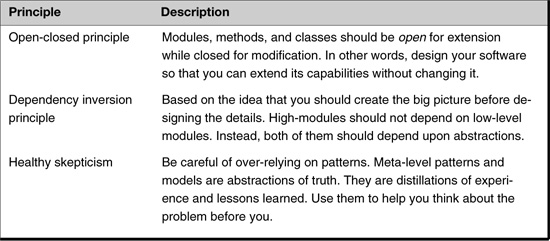 Principle Description
Open-closed principle Modules, methods, and classes should be open for extension
while closed for modification. In other words, design your software
so that you can extend its capabilities without changing it.
Dependency inversion Based on the idea that you should create the big picture before de-
principle signing the details. High-modules should not depend on low-level
modules. Instead, both of them should depend upon abstractions.
Healthy skepticism Be careful of over-relying on patterns. Meta-level patterns and
models are abstractions of truth. They are distillations of experi-
ence and lessons learned. Use them to help you think about the
problem before you.